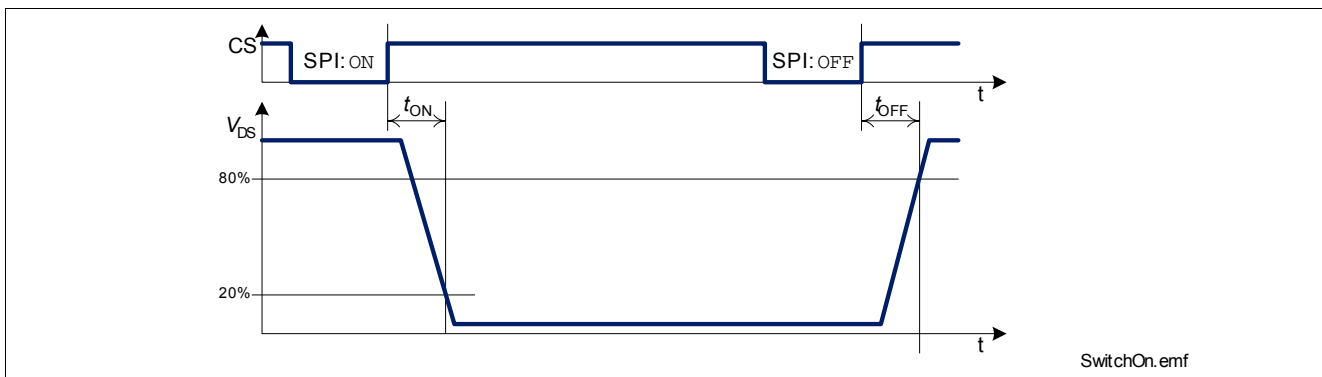 CS
SPI: ON
SPI: OFF
t
tON
tOFF
VDS
80%
20%
t
SwitchOn.emf